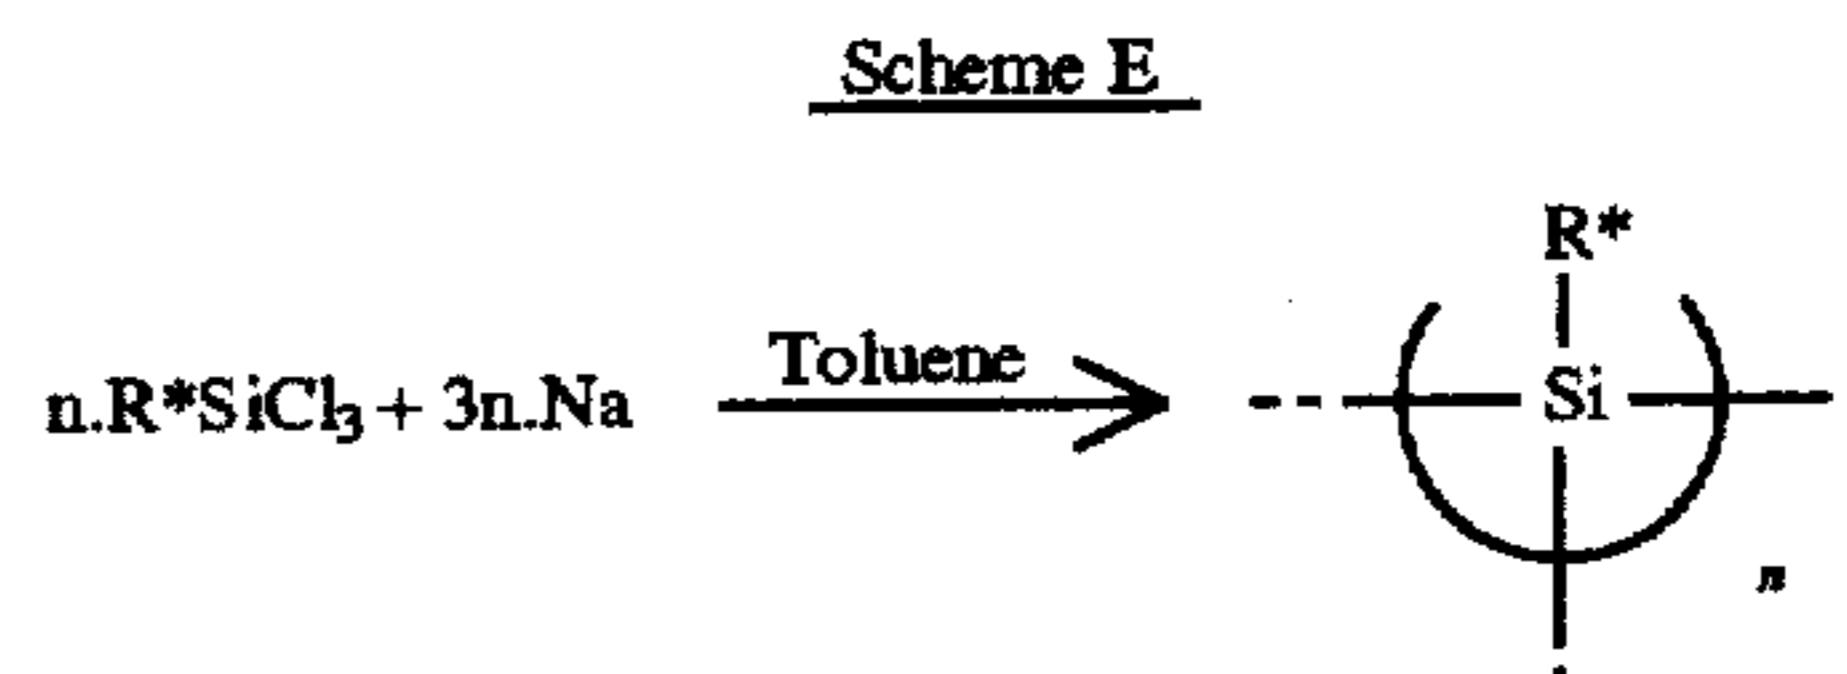 Scheme E
R*
n.R*SiCl₃ + 3n.Na
Toluene
Si
n